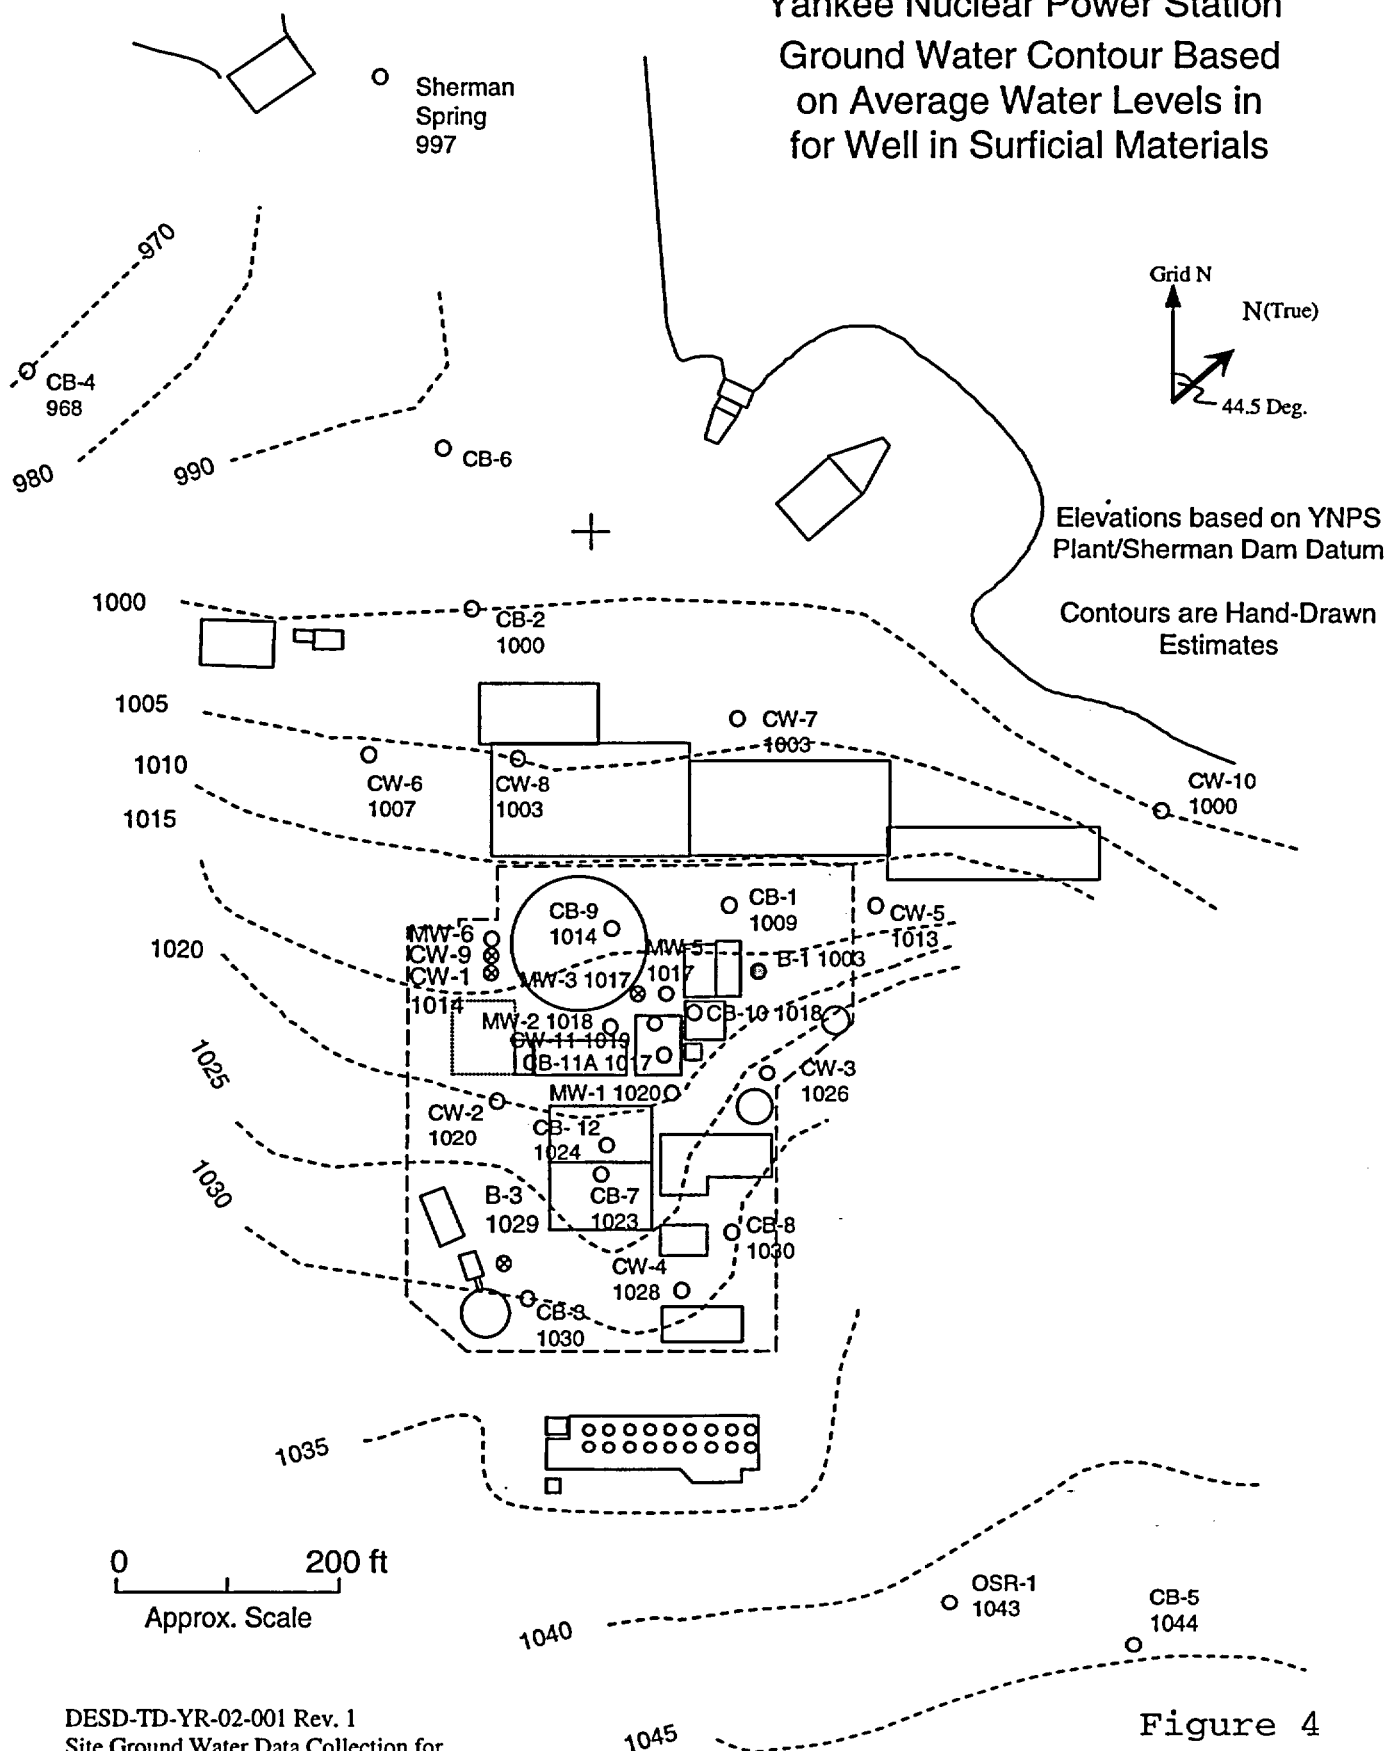 Yankee Nuclear Power Station
Ground Water Contour Based
on Average Water Levels in
for Well in Surficial Materials
Sherman
Spring
997
970
Grid N
N(True)
44.5 Deg.
CB-4
968
980
990
CB-6
Elevations based on YNPS
Plant/Sherman Dam Datum
Contours are Hand-Drawn
Estimates
1000
CB-2
1000
1005
CW-7
1003
1010
CW-6
1007
CW-8
1003
CW-10
1000
1015
CB-9
1014
CB-1
1009
CW-5
1013
MW-6
CW-9
CW-1
1014
1020
MW-5
1017
B-1 1003
MW-3 1017
MW-2 1018
CB-10 1018
CW-11 1019
CB-11A 1017
1025
MW-1 1020
CW-3
1026
CW-2
1020
CB-12
1024
1030
B-3
1029
CB-7
1023
CB-8
1030
CW-4
1028
CB-3
1030
1035
0 200 ft
Approx. Scale
OSR-1
1043
CB-5
1044
1040
1045
DESD-TD-YR-02-001 Rev. 1
Site Ground Water Data Collection for
Figure 4